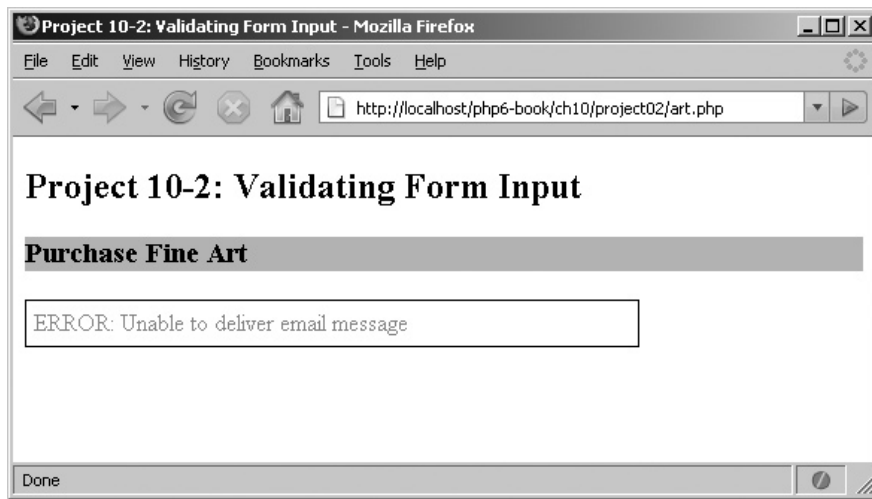 Project 10-2: Validating Form Input - Mozilla Firefox
File Edit View History Bookmarks Tools Help
http://localhost/php6-book/ch10/project02/art.php
Project 10-2: Validating Form Input
Purchase Fine Art
ERROR: Unable to deliver email message
Done